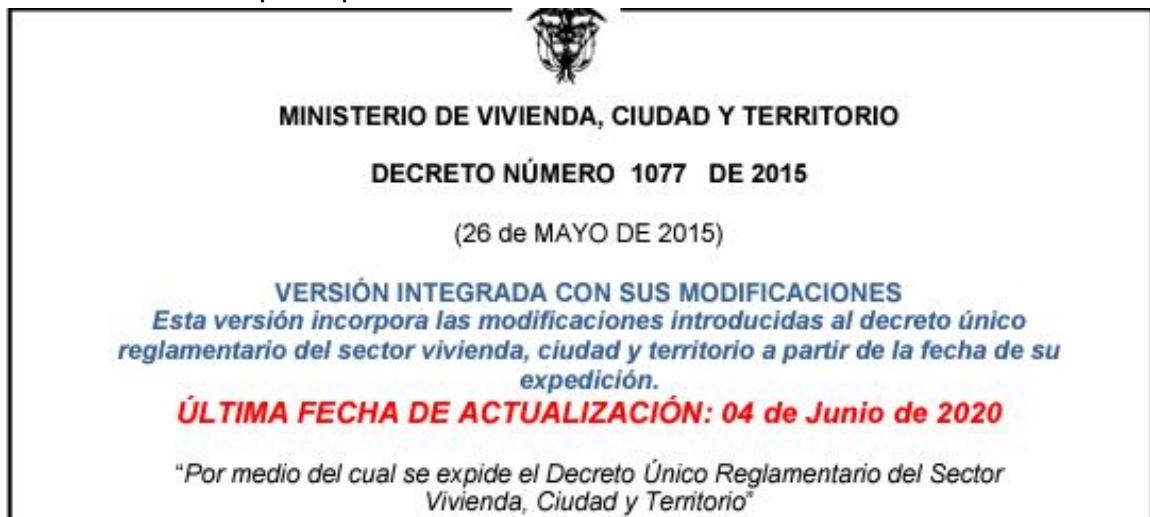 MINISTERIO DE VIVIENDA, CIUDAD Y TERRITORIO
DECRETO NÚMERO 1077 DE 2015
(26 de MAYO DE 2015)
VERSIÓN INTEGRADA CON SUS MODIFICACIONES
Esta versión incorpora las modificaciones introducidas al decreto único
reglamentario del sector vivienda, ciudad y territorio a partir de la fecha de su
expedición.
ÚLTIMA FECHA DE ACTUALIZACIÓN: 04 de Junio de 2020
“Por medio del cual se expide el Decreto Único Reglamentario del Sector
Vivienda, Ciudad y Territorio”